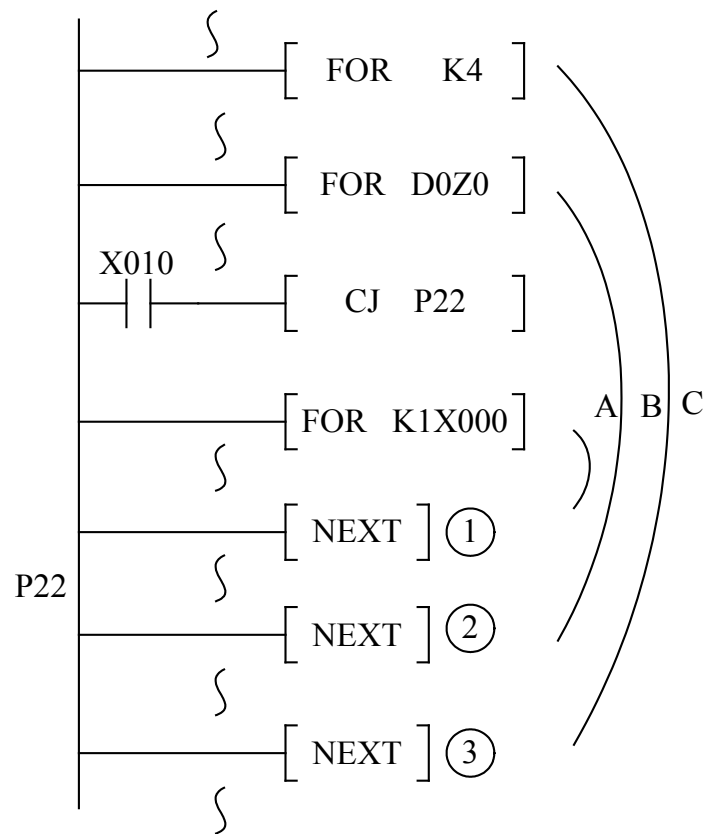 [ FOR K4 ]
[ FOR D0Z0 ]
X010
[ CJ P22 ]
[ FOR K1X000 ]
A B C
[ NEXT ] ①
P22
[ NEXT ] ②
[ NEXT ] ③